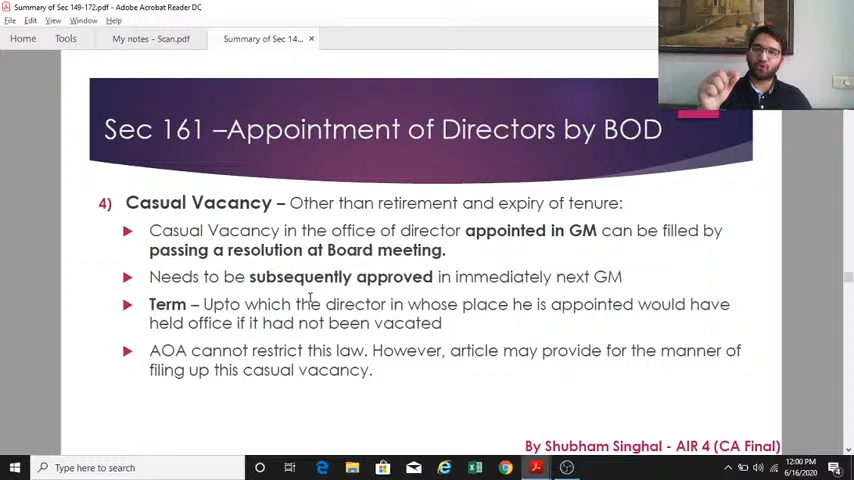 Summary of Sec 149-172.pdf - Adobe Acrobat Reader DC
File Edit View Window Help
Home Tools My notes - Scan.pdf Summary of Sec 14... ×
Sec 161 –Appointment of Directors by BOD
4) Casual Vacancy – Other than retirement and expiry of tenure:
Casual Vacancy in the office of director appointed in GM can be filled by
passing a resolution at Board meeting.
Needs to be subsequently approved in immediately next GM
Term – Upto which the director in whose place he is appointed would have
held office if it had not been vacated
AOA cannot restrict this law. However, article may provide for the manner of
filing up this casual vacancy.
By Shubham Singhal - AIR 4 (CA Final)
Type here to search
12:00 PM
6/16/2020